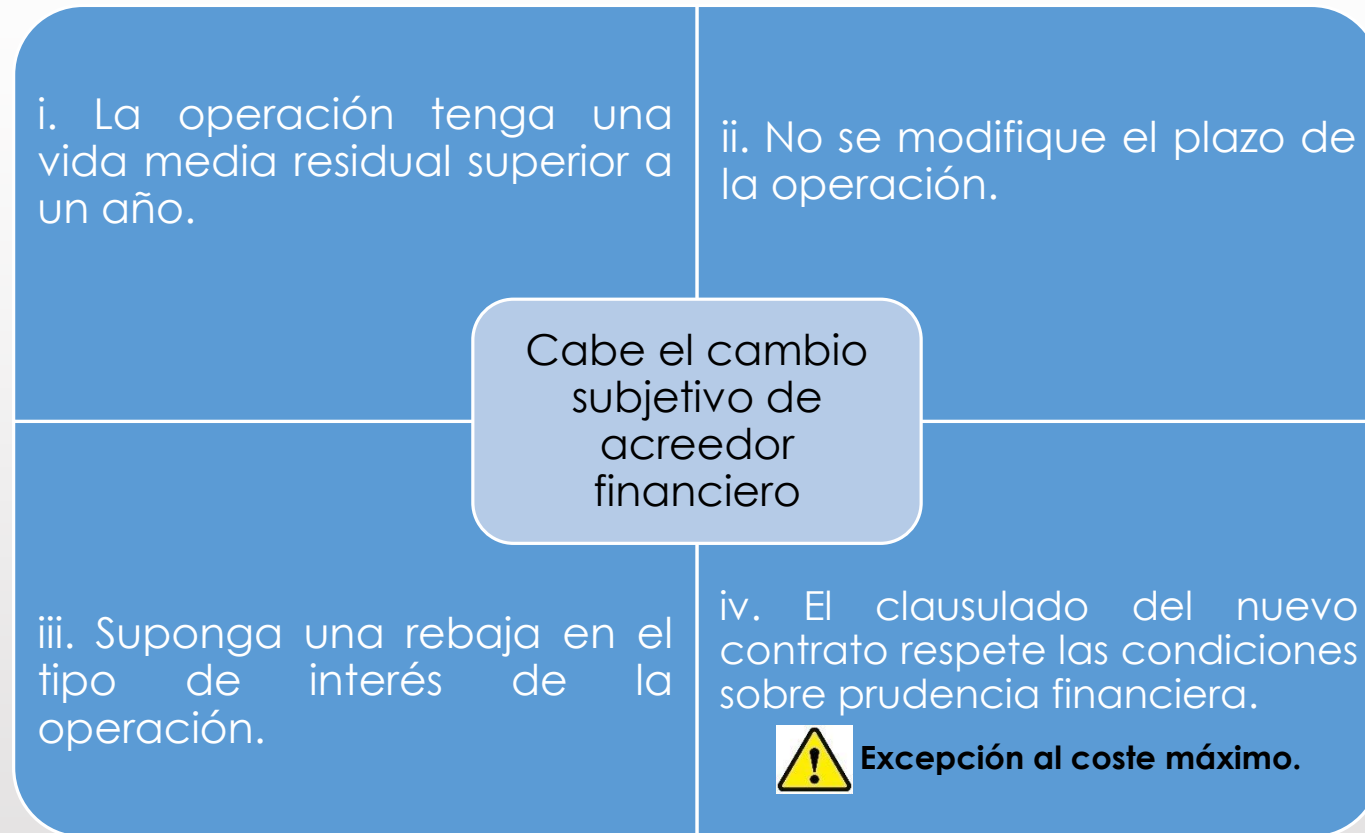 i. La operación tenga una
vida media residual superior a
un año.
ii. No se modifique el plazo de
la operación.
Cabe el cambio
subjetivo de
acreedor
financiero
iii. Suponga una rebaja en el
tipo de interés de la
operación.
iv. El clausulado del nuevo
contrato respete las condiciones
sobre prudencia financiera.
Excepción al coste máximo.